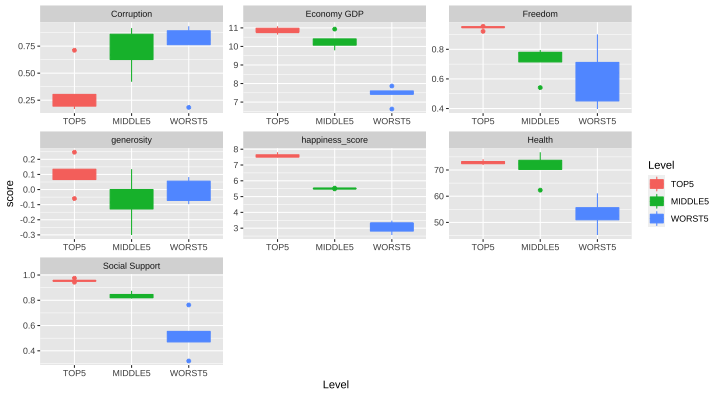 Corruption
Economy GDP
Freedom
0.75
0.25
TOP5 MIDDLE5 WORST5
11
10
9
8
7
TOP5 MIDDLE5 WORST5
0.8
0.6
0.4
TOP5 MIDDLE5 WORST5
generosity
happiness_score
Health
0.2
0.1
0.0
-0.1
-0.2
-0.3
TOP5 MIDDLE5 WORST5
8
7
6
5
4
3
TOP5 MIDDLE5 WORST5
70
60
50
TOP5 MIDDLE5 WORST5
Social Support
1.0
0.8
0.6
0.4
TOP5 MIDDLE5 WORST5
score
Level
Level
TOP5
MIDDLE5
WORST5